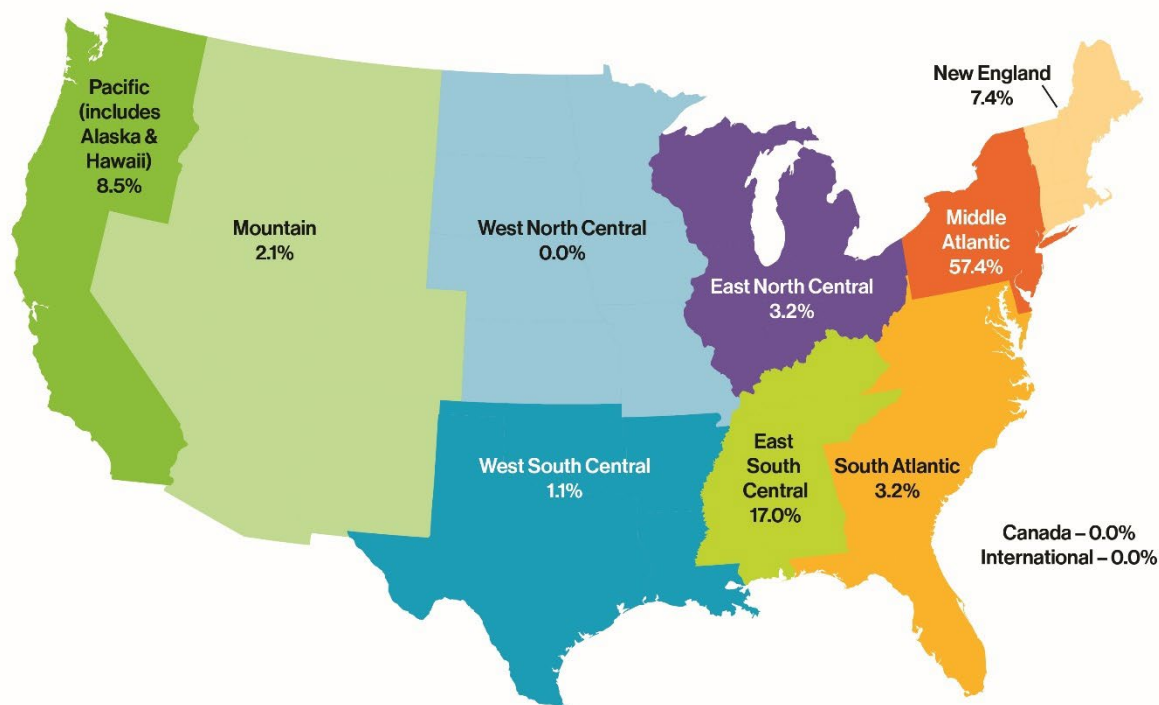 Pacific
(includes
Alaska &
Hawaii)
8.5%
Mountain
2.1%
West North Central
0.0%
West South Central
1.1%
East North Central
3.2%
East
South
Central
17.0%
South Atlantic
3.2%
Middle
Atlantic
57.4%
New England
7.4%
Canada – 0.0%
International – 0.0%